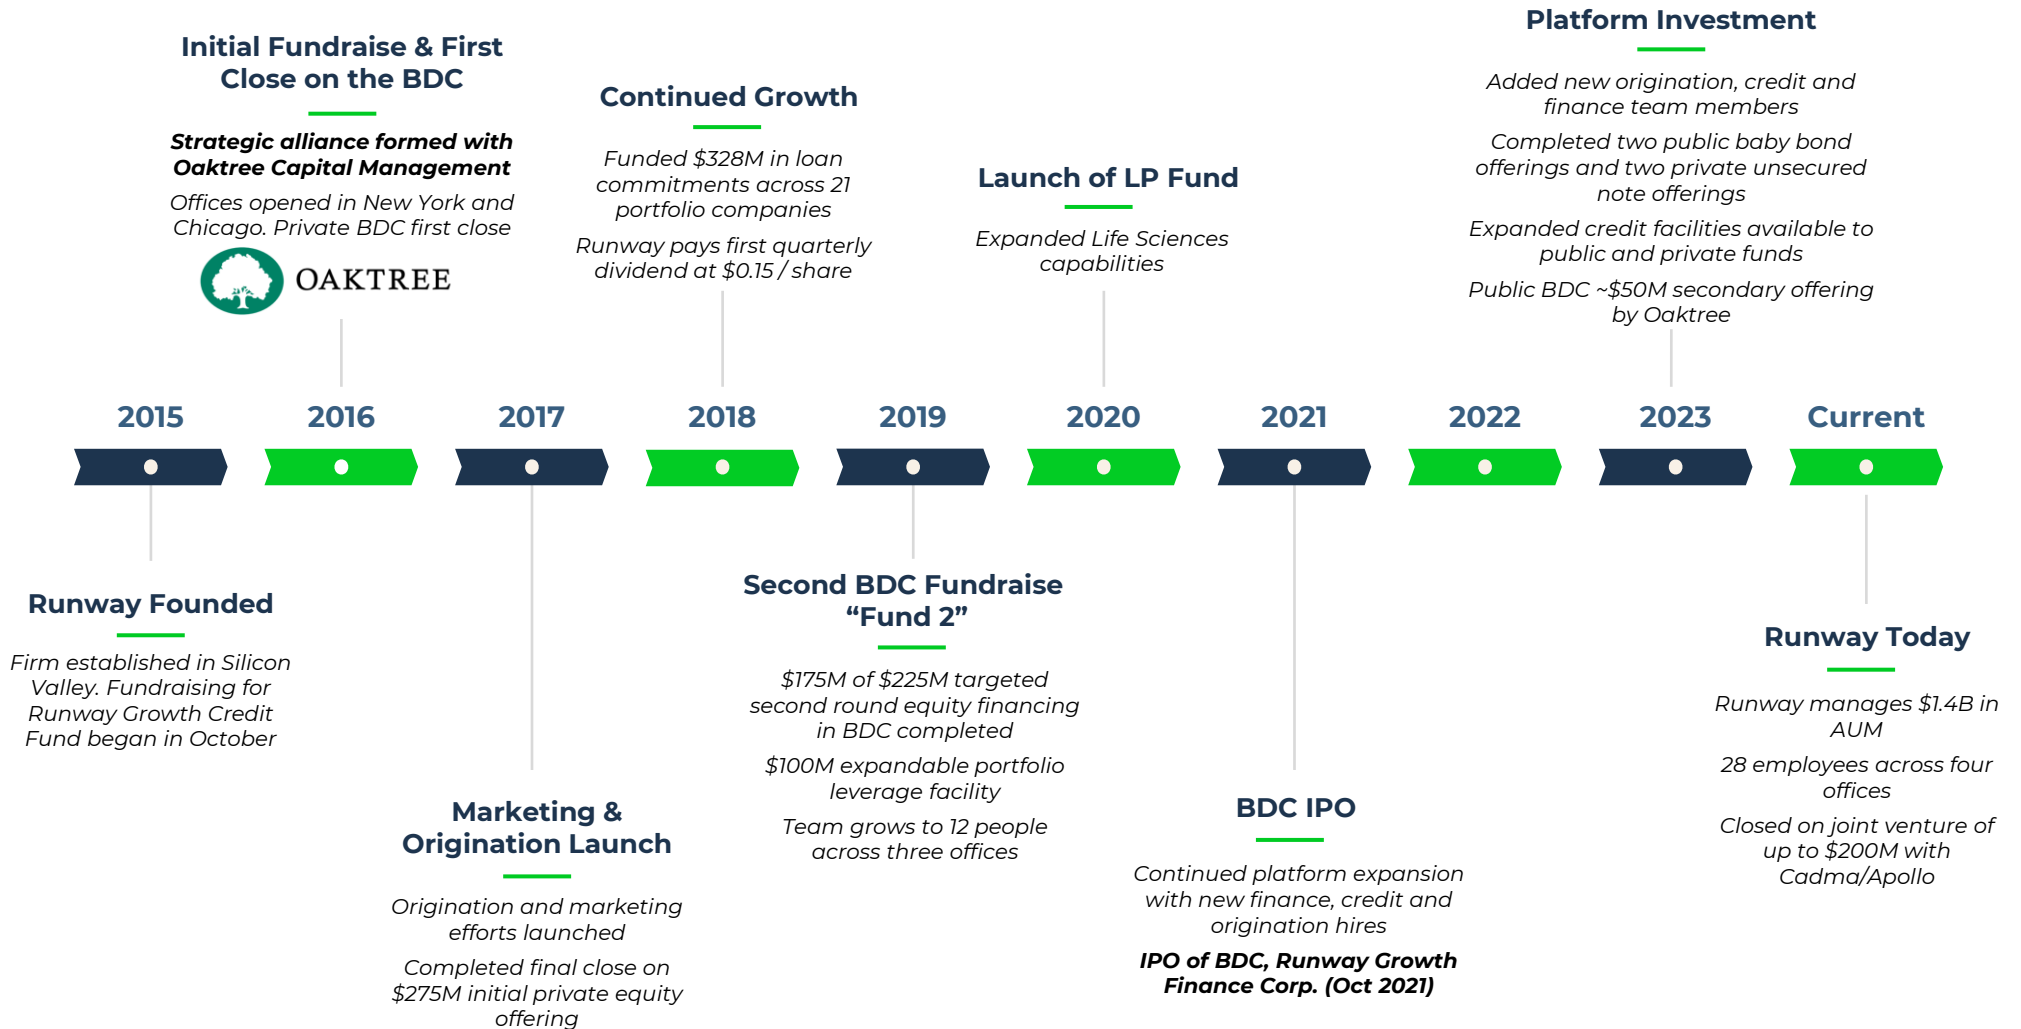 Initial Fundraise & First
Close on the BDC
Strategic alliance formed with
Oaktree Capital Management
Offices opened in New York and
Chicago. Private BDC first close
OAKTREE
Continued Growth
Funded $328M in loan
commitments across 21
portfolio companies
Runway pays first quarterly
dividend at $0.15 / share
Launch of LP Fund
Expanded Life Sciences
capabilities
Platform Investment
Added new origination, credit and
finance team members
Completed two public baby bond
offerings and two private unsecured
note offerings
Expanded credit facilities available to
public and private funds
Public BDC ~$50M secondary offering
by Oaktree
2015
2016
2017
2018
2019
2020
2021
2022
2023
Current
Runway Founded
Firm established in Silicon
Valley. Fundraising for
Runway Growth Credit
Fund began in October
Marketing &
Origination Launch
Origination and marketing
efforts launched
Completed final close on
$275M initial private equity
offering
Second BDC Fundraise
“Fund 2”
$175M of $225M targeted
second round equity financing
in BDC completed
$100M expandable portfolio
leverage facility
Team grows to 12 people
across three offices
BDC IPO
Continued platform expansion
with new finance, credit and
origination hires
IPO of BDC, Runway Growth
Finance Corp. (Oct 2021)
Runway Today
Runway manages $1.4B in
AUM
28 employees across four
offices
Closed on joint venture of
up to $200M with
Cadma/Apollo